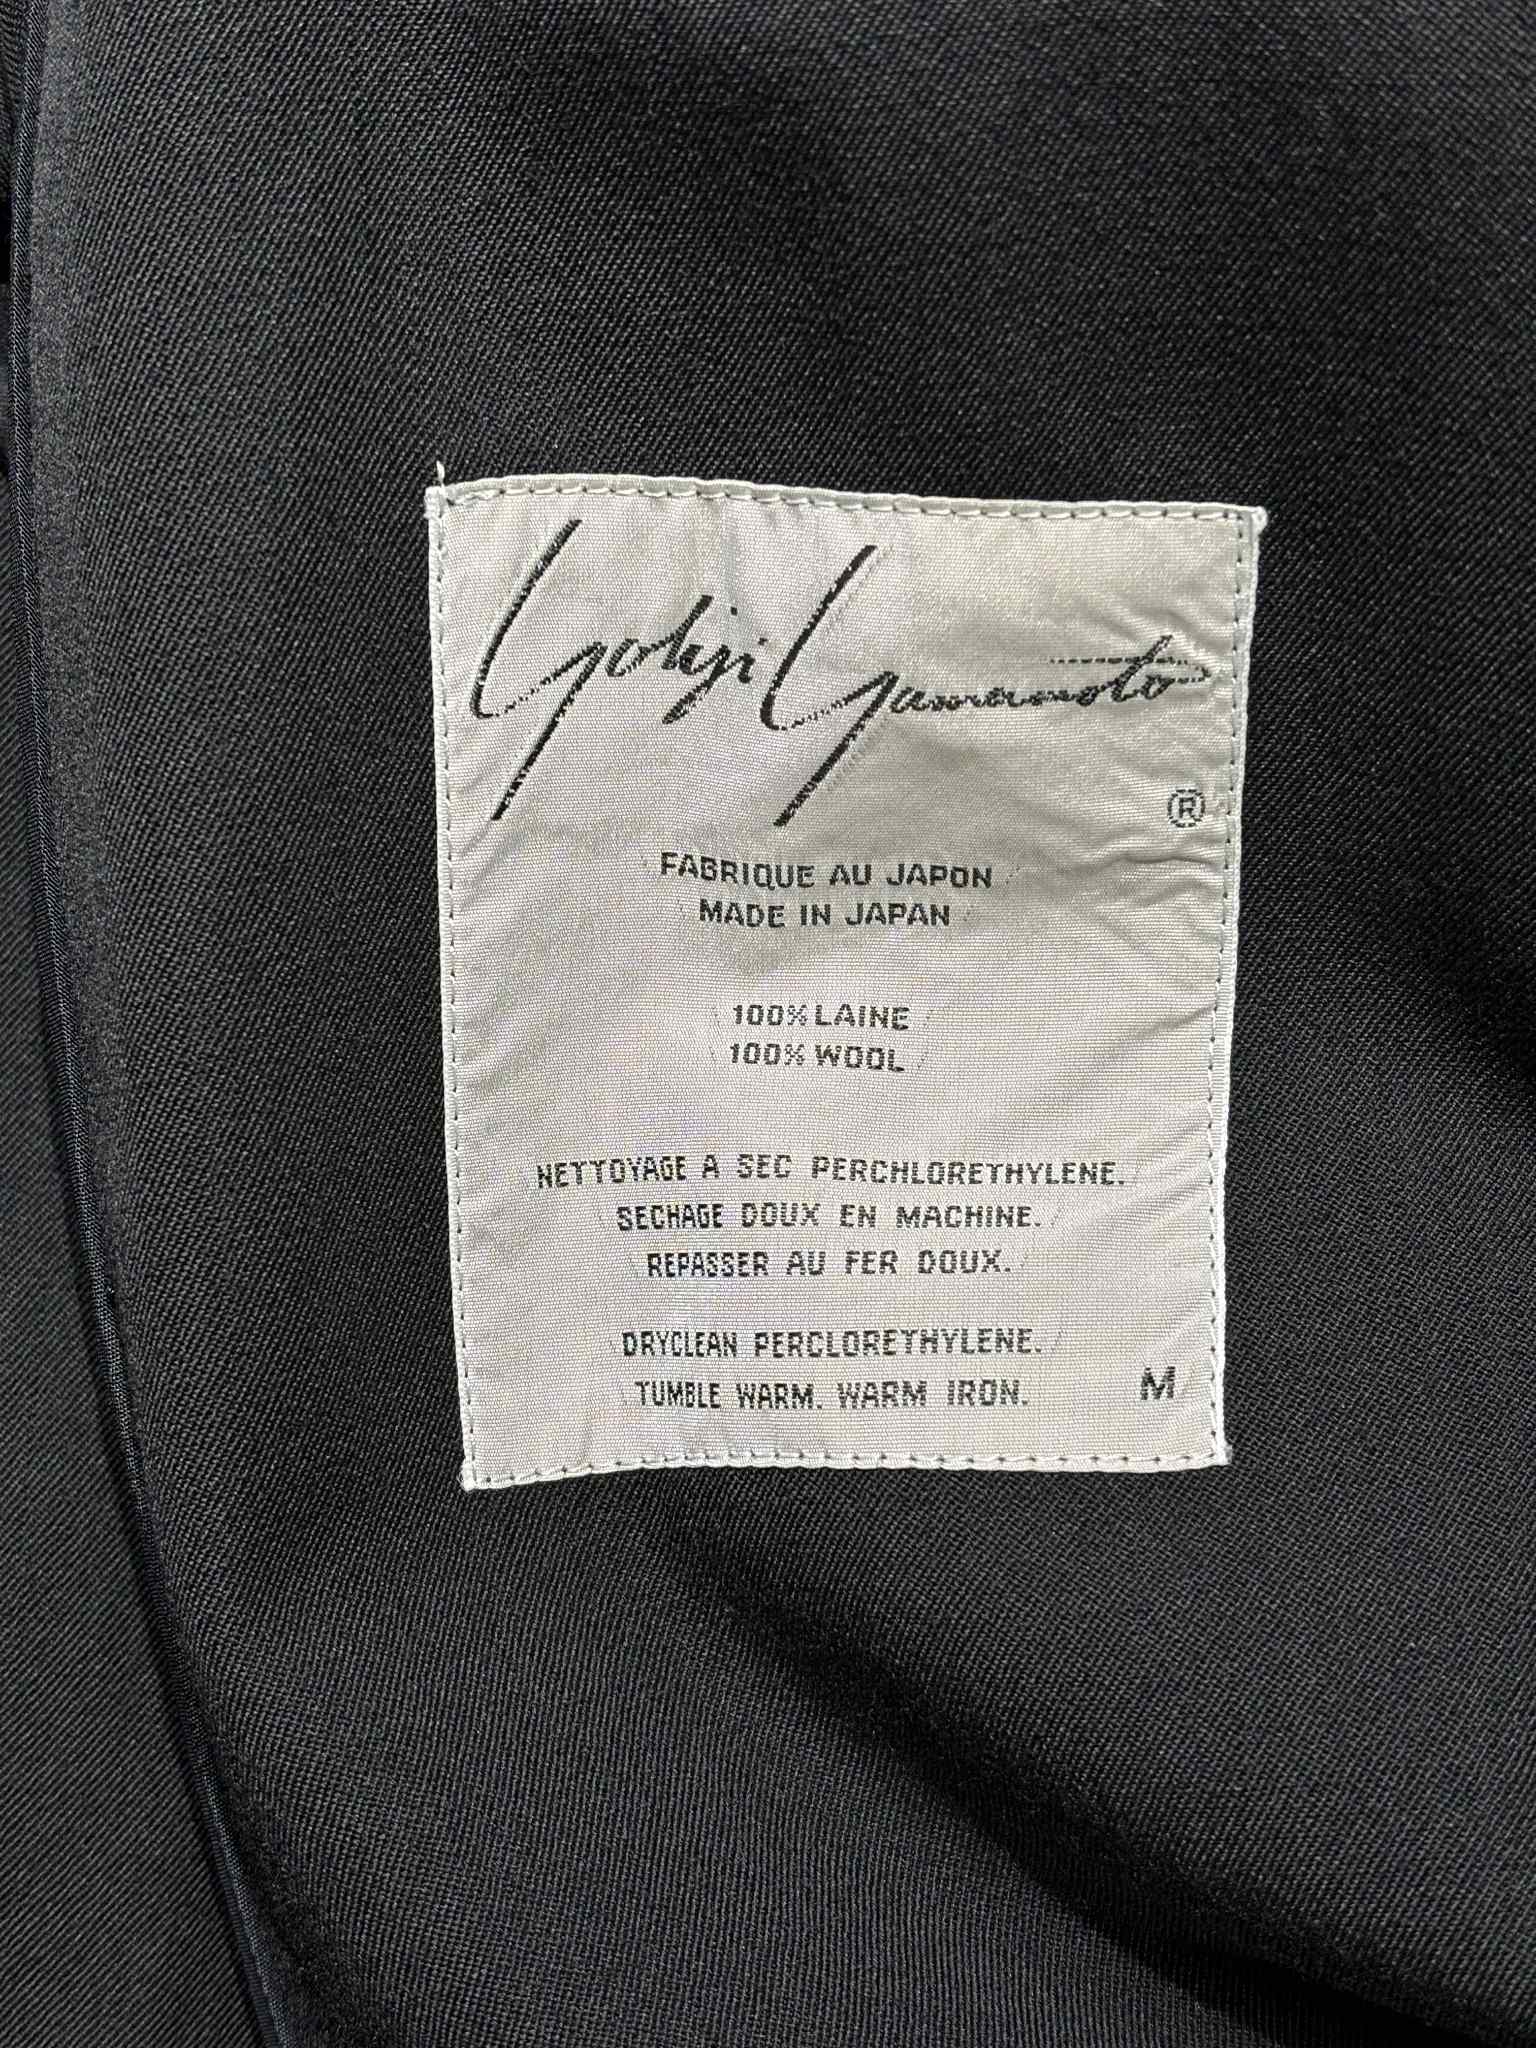 Yohji Yamamoto
®
FABRIQUE AU JAPON
MADE IN JAPAN
100% LAINE
100% WOOL
NETTOYAGE A SEC PERCHLORETHYLENE.
SECHAGE DOUX EN MACHINE.
REPASSER AU FER DOUX.
DRYCLEAN PERCLORETHYLENE.
TUMBLE WARM. WARM IRON. M